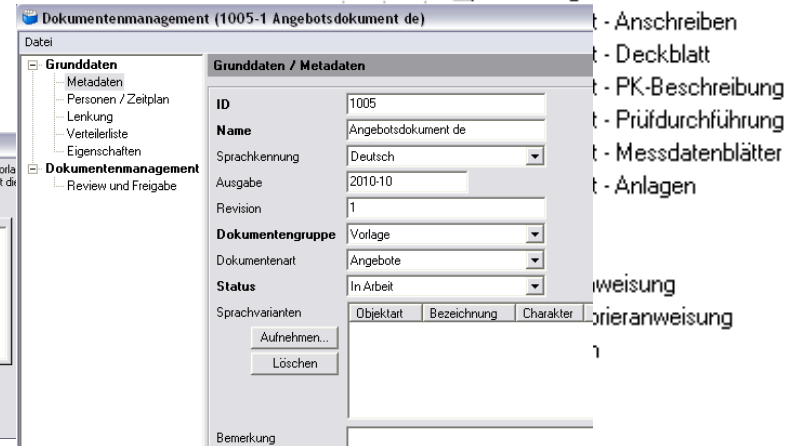 Dokumentenmanagement (1005-1 Angebotsdokument de)
Datei
Grunddaten
Metadaten
Personen / Zeitplan
Lenkung
Verteilerliste
Eigenschaften
Dokumentenmanagement
Review und Freigabe
Grunddaten / Metadaten
ID 1005
Name Angebotsdokument de
Sprachkennung Deutsch
Ausgabe 2010-10
Revision 1
Dokumentengruppe Vorlage
Dokumentenart Angebote
Status In Arbeit
Sprachvarianten Objektart Bezeichnung Charakter
Aufnehmen...
Löschen
Bemerkung
t - Anschreiben
t - Deckblatt
t - PK-Beschreibung
t - Prüfdurchführung
t - Messdatenblätter
t - Anlagen